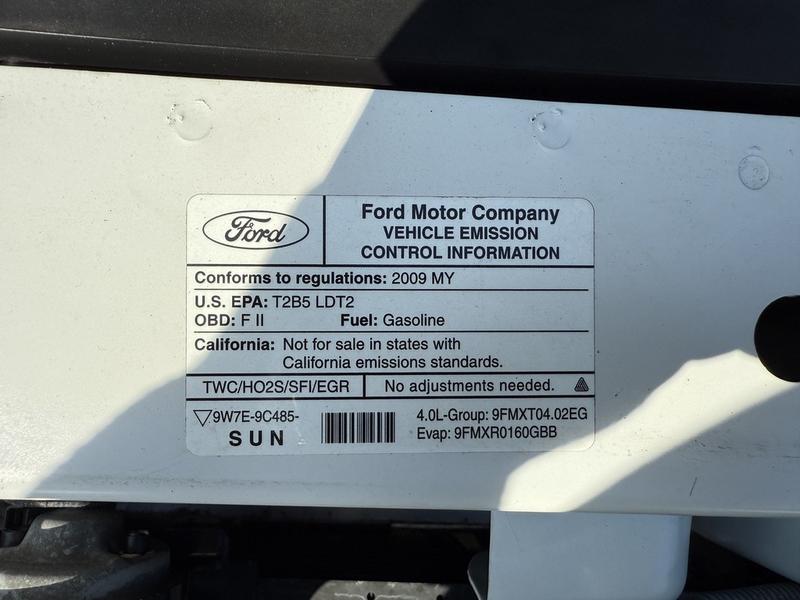 Ford
Ford Motor Company
VEHICLE EMISSION
CONTROL INFORMATION
Conforms to regulations: 2009 MY
U.S. EPA: T2B5 LDT2
OBD: F II Fuel: Gasoline
California: Not for sale in states with
California emissions standards.
TWC/HO2S/SFI/EGR No adjustments needed.
9W7E-9C485-
SUN
4.0L-Group: 9FMXT04.02EG
Evap: 9FMXR0160GBB